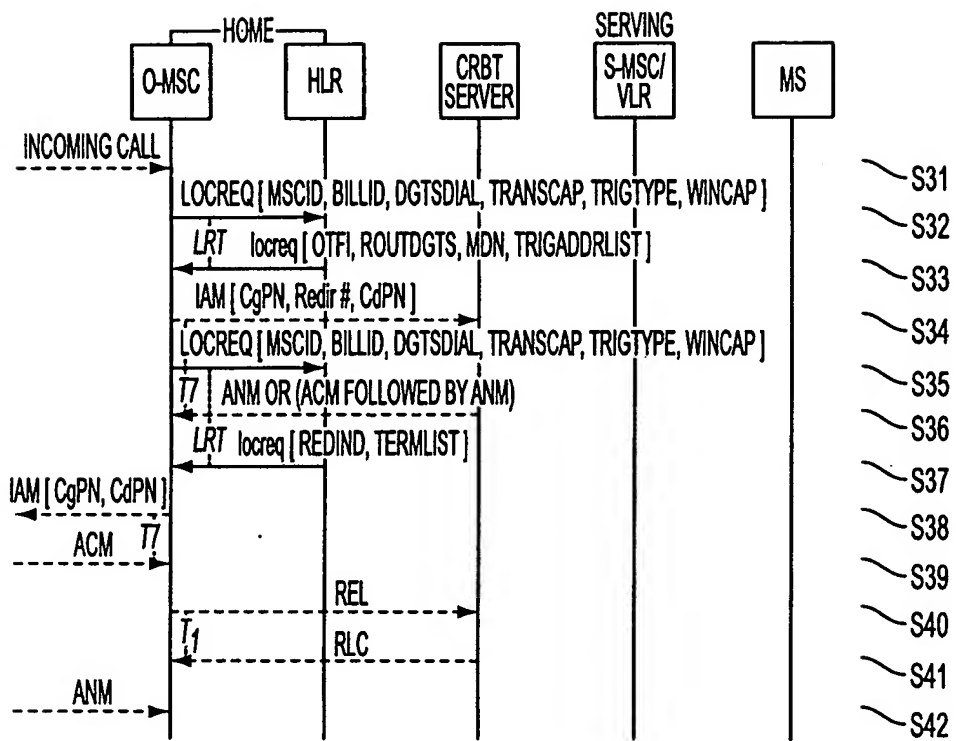 HOME
SERVING
O-MSC
HLR
CRBT SERVER
S-MSC/ VLR
MS
INCOMING CALL
S31
LOCREQ [ MSCID, BILLID, DGTSDIAL, TRANSCAP, TRIGTYPE, WINCAP ]
S32
LRT
locreq [ OTFI, ROUTDGTS, MDN, TRIGADDRLIST ]
S33
IAM [ CgPN, Redir #, CdPN ]
S34
LOCREQ [ MSCID, BILLID, DGTSDIAL, TRANSCAP, TRIGTYPE, WINCAP ]
S35
T7
ANM OR (ACM FOLLOWED BY ANM)
S36
LRT
locreq [ REDIND, TERMLIST ]
S37
IAM [ CgPN, CdPN ]
S38
T7
ACM
S39
REL
S40
T1
RLC
S41
ANM
S42